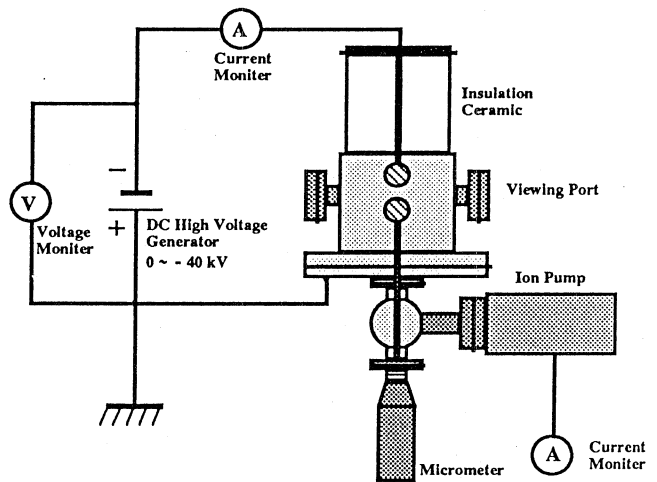 A
Current
Moniter
Insulation
Ceramic
−
V
Voltage
Moniter
+
DC High Voltage
Generator
0 ~ - 40 kV
Viewing Port
Ion Pump
A
Current
Moniter
Micrometer